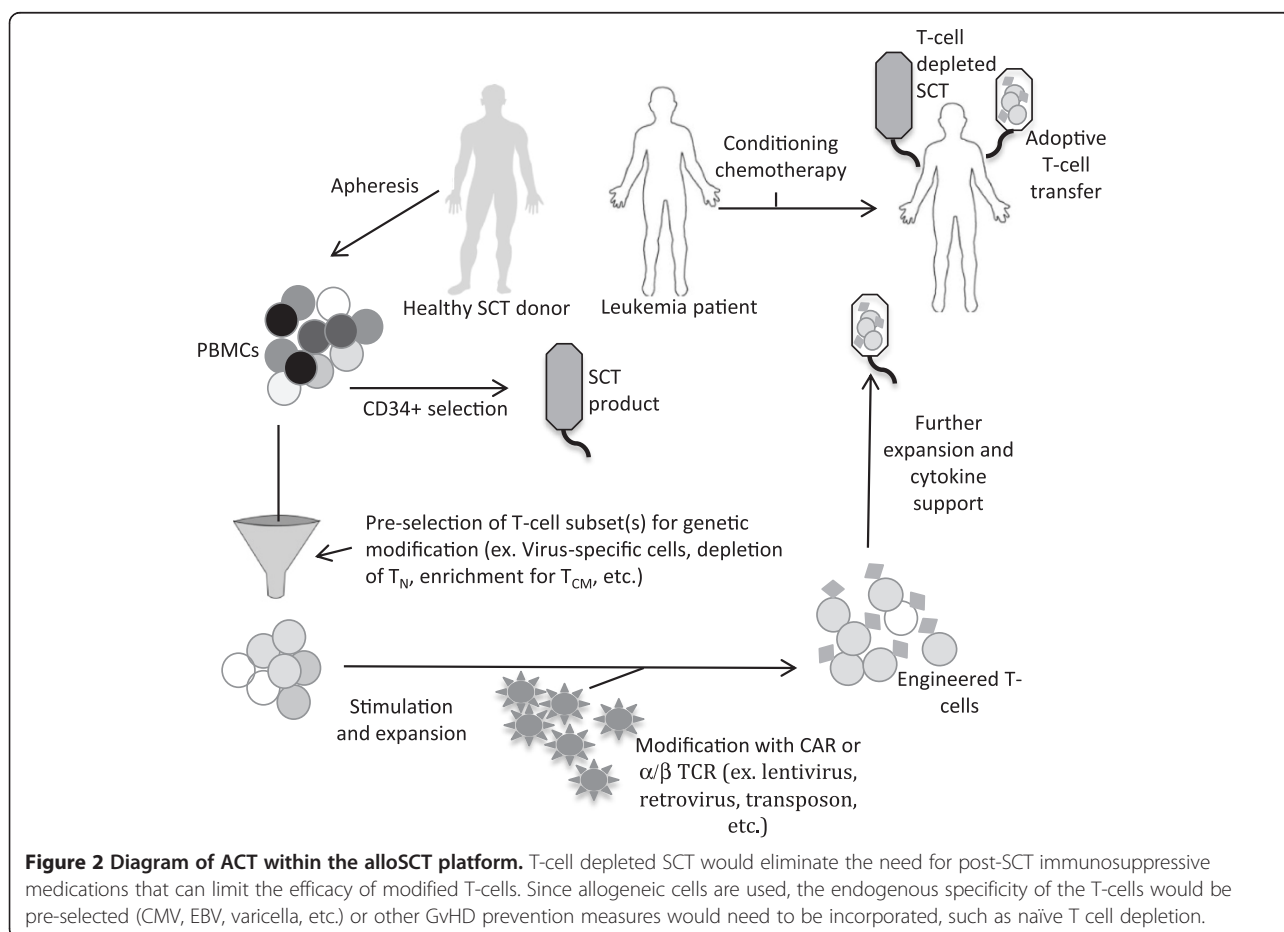 T-cell
depleted
SCT
Adoptive
T-cell
transfer
Conditioning
chemotherapy
Apheresis
Healthy SCT donor
Leukemia patient
PBMCs
CD34+ selection
SCT
product
Further
expansion and
cytokine
support
Pre-selection of T-cell subset(s) for genetic
modification (ex. Virus-specific cells, depletion
of TN, enrichment for TCM, etc.)
Stimulation
and expansion
Engineered T-
cells
Modification with CAR or
α/β TCR (ex. lentivirus,
retrovirus, transposon,
etc.)
Figure 2 Diagram of ACT within the alloSCT platform. T-cell depleted SCT would eliminate the need for post-SCT immunosuppressive
medications that can limit the efficacy of modified T-cells. Since allogeneic cells are used, the endogenous specificity of the T-cells would be
pre-selected (CMV, EBV, varicella, etc.) or other GvHD prevention measures would need to be incorporated, such as naïve T cell depletion.